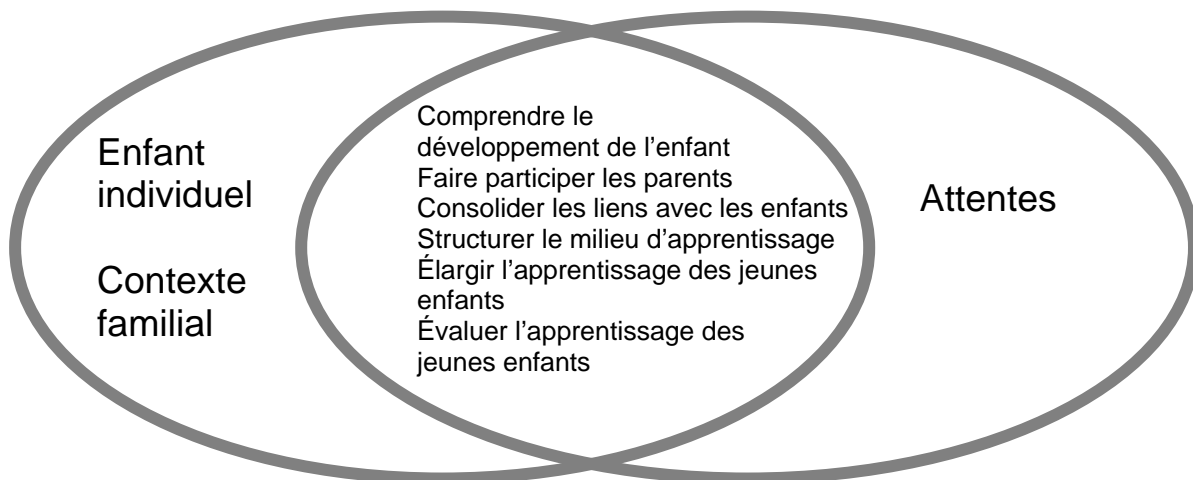 Enfant
individuel
Contexte
familial
Comprendre le
développement de l’enfant
Faire participer les parents
Consolider les liens avec les enfants
Structurer le milieu d’apprentissage
Élargir l’apprentissage des jeunes
enfants
Évaluer l’apprentissage des
jeunes enfants
Attentes